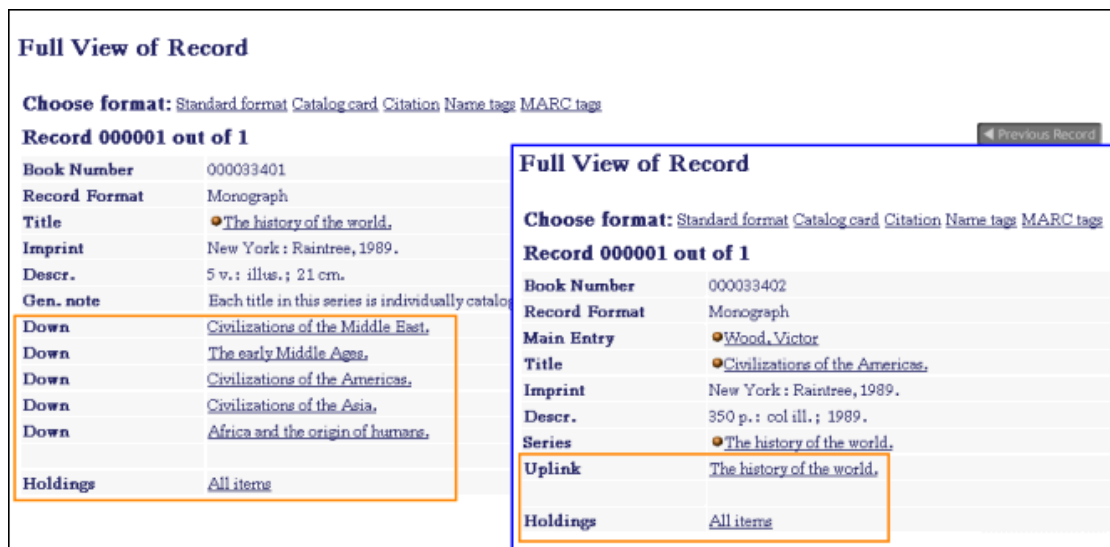 Full View of Record
Choose format: Standard format Catalog card Citation Name tags MARC tags
Record 000001 out of 1
Previous Record
Book Number 000033401
Record Format Monograph
Title The history of the world.
Imprint New York : Raintree, 1989.
Descr. 5 v.: illus.; 21 cm.
Gen. note Each title in this series is individually catalog
Down Civilizations of the Middle East.
Down The early Middle Ages.
Down Civilizations of the Americas.
Down Civilizations of the Asia.
Down Africa and the origin of humans.
Holdings All items
Full View of Record
Choose format: Standard format Catalog card Citation Name tags MARC tags
Record 000001 out of 1
Book Number 000033402
Record Format Monograph
Main Entry Wood, Victor
Title Civilizations of the Americas.
Imprint New York : Raintree, 1989.
Descr. 350 p.: col ill.; 1989.
Series The history of the world.
Uplink The history of the world.
Holdings All items